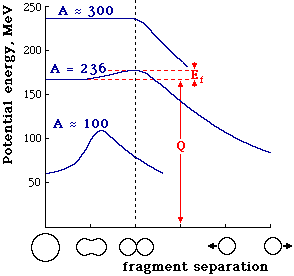 250
A ≈ 300
200
A = 236
E f
150
Q
A ≈ 100
100
50
Potential energy, MeV
fragment separation